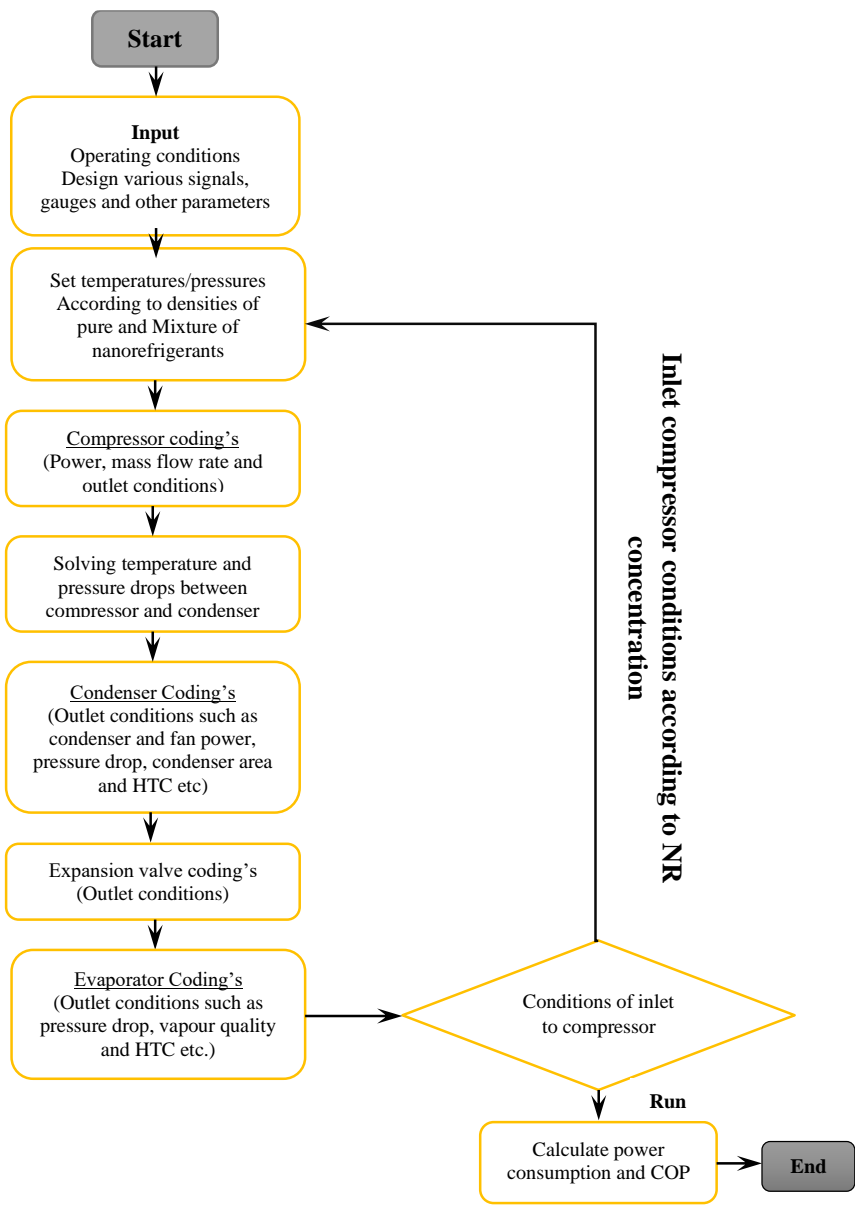 Start
Input
Operating conditions
Design various signals,
gauges and other parameters
Set temperatures/pressures
According to densities of
pure and Mixture of
nanorefrigerants
Compressor coding’s
(Power, mass flow rate and
outlet conditions)
Solving temperature and
pressure drops between
compressor and condenser
Condenser Coding’s
(Outlet conditions such as
condenser and fan power,
pressure drop, condenser area
and HTC etc)
Expansion valve coding’s
(Outlet conditions)
Evaporator Coding’s
(Outlet conditions such as
pressure drop, vapour quality
and HTC etc.)
Conditions of inlet
to compressor
Inlet compressor conditions according to NR
concentration
Run
Calculate power
consumption and COP
End